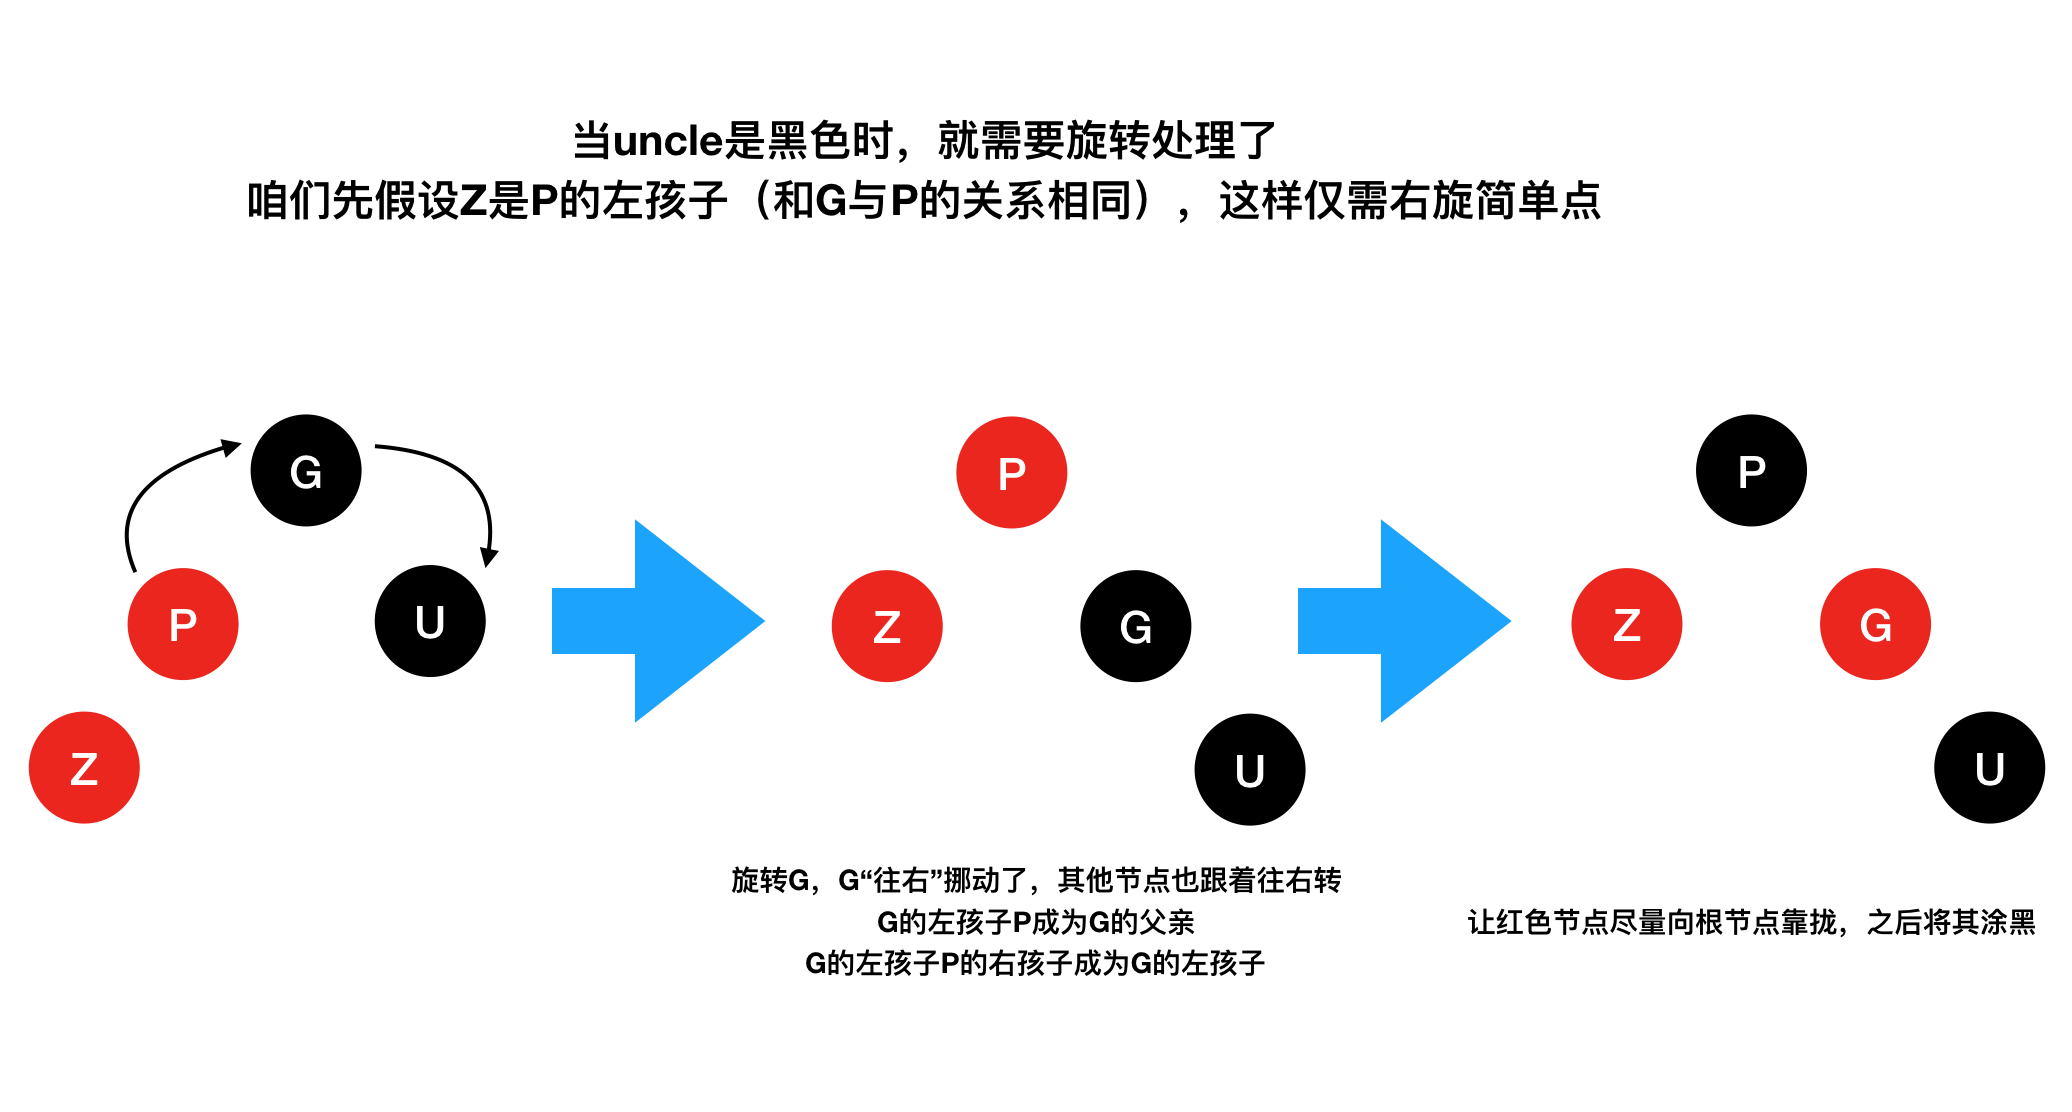 当uncle是黑色时，就需要旋转处理了
咱们先假设Z是P的左孩子（和G与P的关系相同），这样仅需右旋简单点
G
P
U
Z
P
Z
G
U
P
Z
G
U
旋转G，G“往右”挪动了，其他节点也跟着往右转
G的左孩子P成为G的父亲
G的左孩子P的右孩子成为G的左孩子
让红色节点尽量向根节点靠拢，之后将其涂黑